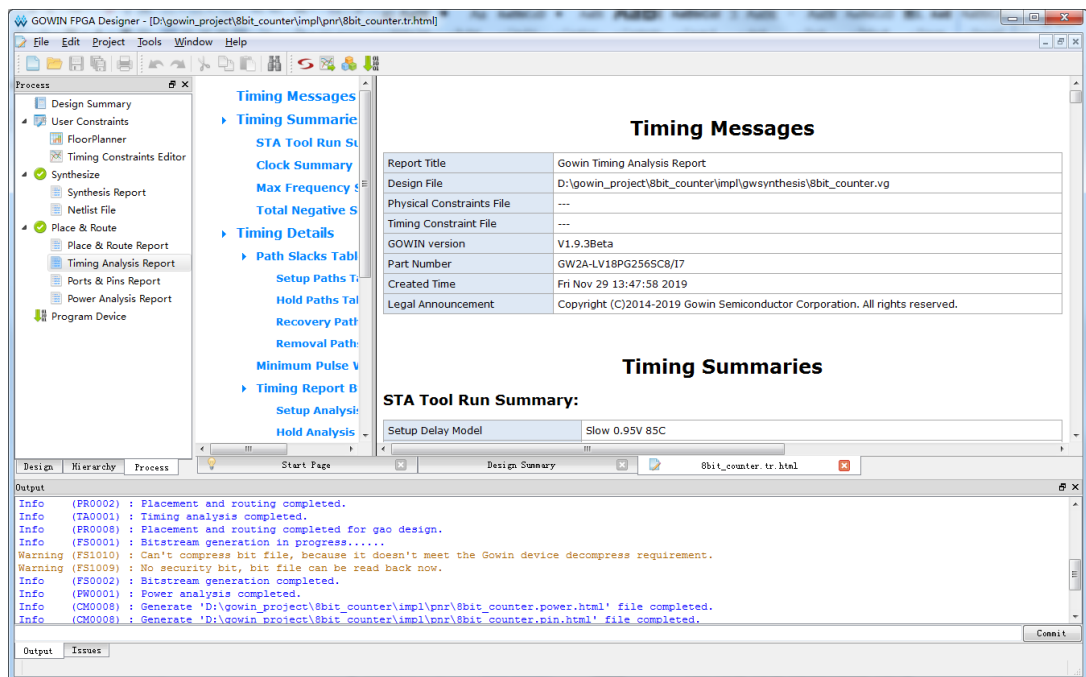 GOWIN FPGA Designer - [D:\gowin_project\8bit_counter\impl\pnr\8bit_counter.tr.html]
File Edit Project Tools Window Help
Process
Design Summary
User Constraints
FloorPlanner
Timing Constraints Editor
Synthesize
Synthesis Report
Netlist File
Place & Route
Place & Route Report
Timing Analysis Report
Ports & Pins Report
Power Analysis Report
Program Device
Design Hierarchy Process
Timing Messages
Timing Summarie
STA Tool Run Su
Clock Summary
Max Frequency S
Total Negative S
Timing Details
Path Slacks Tabl
Setup Paths Ta
Hold Paths Tal
Recovery Path
Removal Path
Minimum Pulse W
Timing Report B
Setup Analysis
Hold Analysis
Timing Messages
Report Title Gowin Timing Analysis Report
Design File D:\gowin_project\8bit_counter\impl\gwsynthesis\8bit_counter.vg
Physical Constraints File ---
Timing Constraint File ---
GOWIN version V1.9.3Beta
Part Number GW2A-LV18PG256SC8/I7
Created Time Fri Nov 29 13:47:58 2019
Legal Announcement Copyright (C)2014-2019 Gowin Semiconductor Corporation. All rights reserved.
Timing Summaries
STA Tool Run Summary:
Setup Delay Model Slow 0.95V 85C
Start Page Design Summary 8bit_counter.tr.html
Output
Info (PR0002) : Placement and routing completed.
Info (TA0001) : Timing analysis completed.
Info (PR0008) : Placement and routing completed for gao design.
Info (FS0001) : Bitstream generation in progress......
Warning (FS1010) : Can't compress bit file, because it doesn't meet the Gowin device decompress requirement.
Warning (FS1009) : No security bit, bit file can be read back now.
Info (FS0002) : Bitstream generation completed.
Info (PW0001) : Power analysis completed.
Info (CM0008) : Generate 'D:\gowin_project\8bit_counter\impl\pnr\8bit_counter.power.html' file completed.
Info (CM0008) : Generate 'D:\gowin_project\8bit_counter\impl\pnr\8bit_counter.pin.html' file completed.
Commit
Output Issues